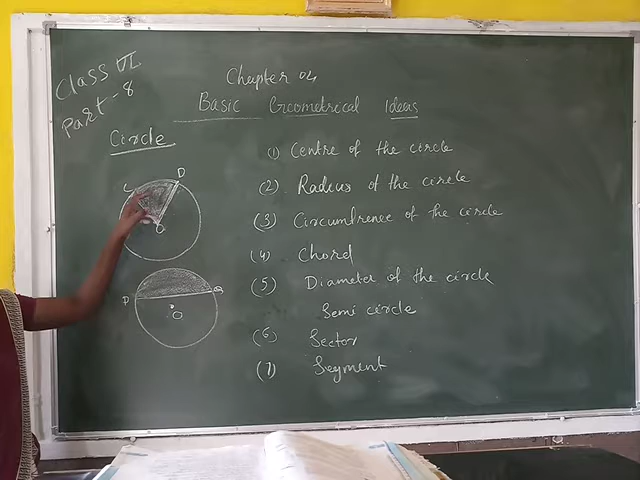 Class VI
Part-8
Chapter 04
Basic Geometrical Ideas
Circle
(1) Centre of the circle
(2) Radius of the circle
(3) Circumfrence of the circle
(4) Chord
(5) Diameter of the circle
Semi circle
(6) Sector
(7) Segment
C D
O
P Q
O